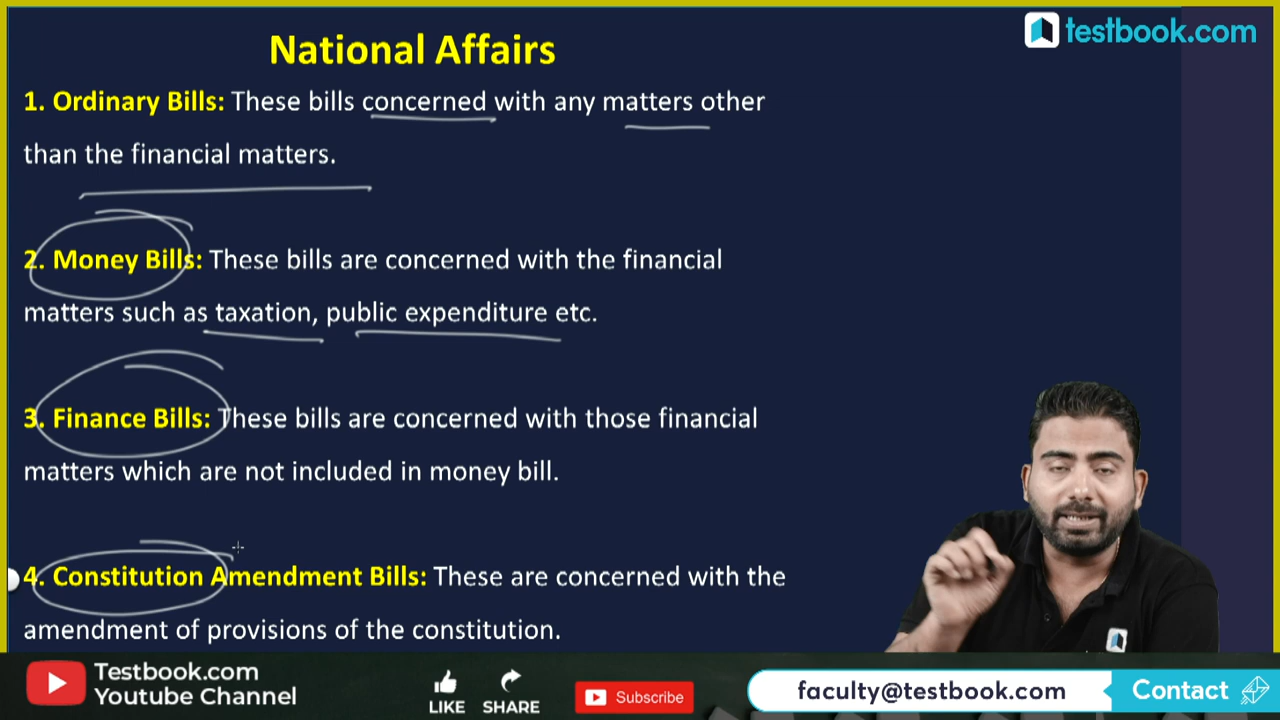 National Affairs
testbook.com
1. Ordinary Bills: These bills concerned with any matters other
than the financial matters.
2. Money Bills: These bills are concerned with the financial
matters such as taxation, public expenditure etc.
3. Finance Bills: These bills are concerned with those financial
matters which are not included in money bill.
4. Constitution Amendment Bills: These are concerned with the
amendment of provisions of the constitution.
Testbook.com
Youtube Channel
LIKE
SHARE
Subscribe
faculty@testbook.com
Contact